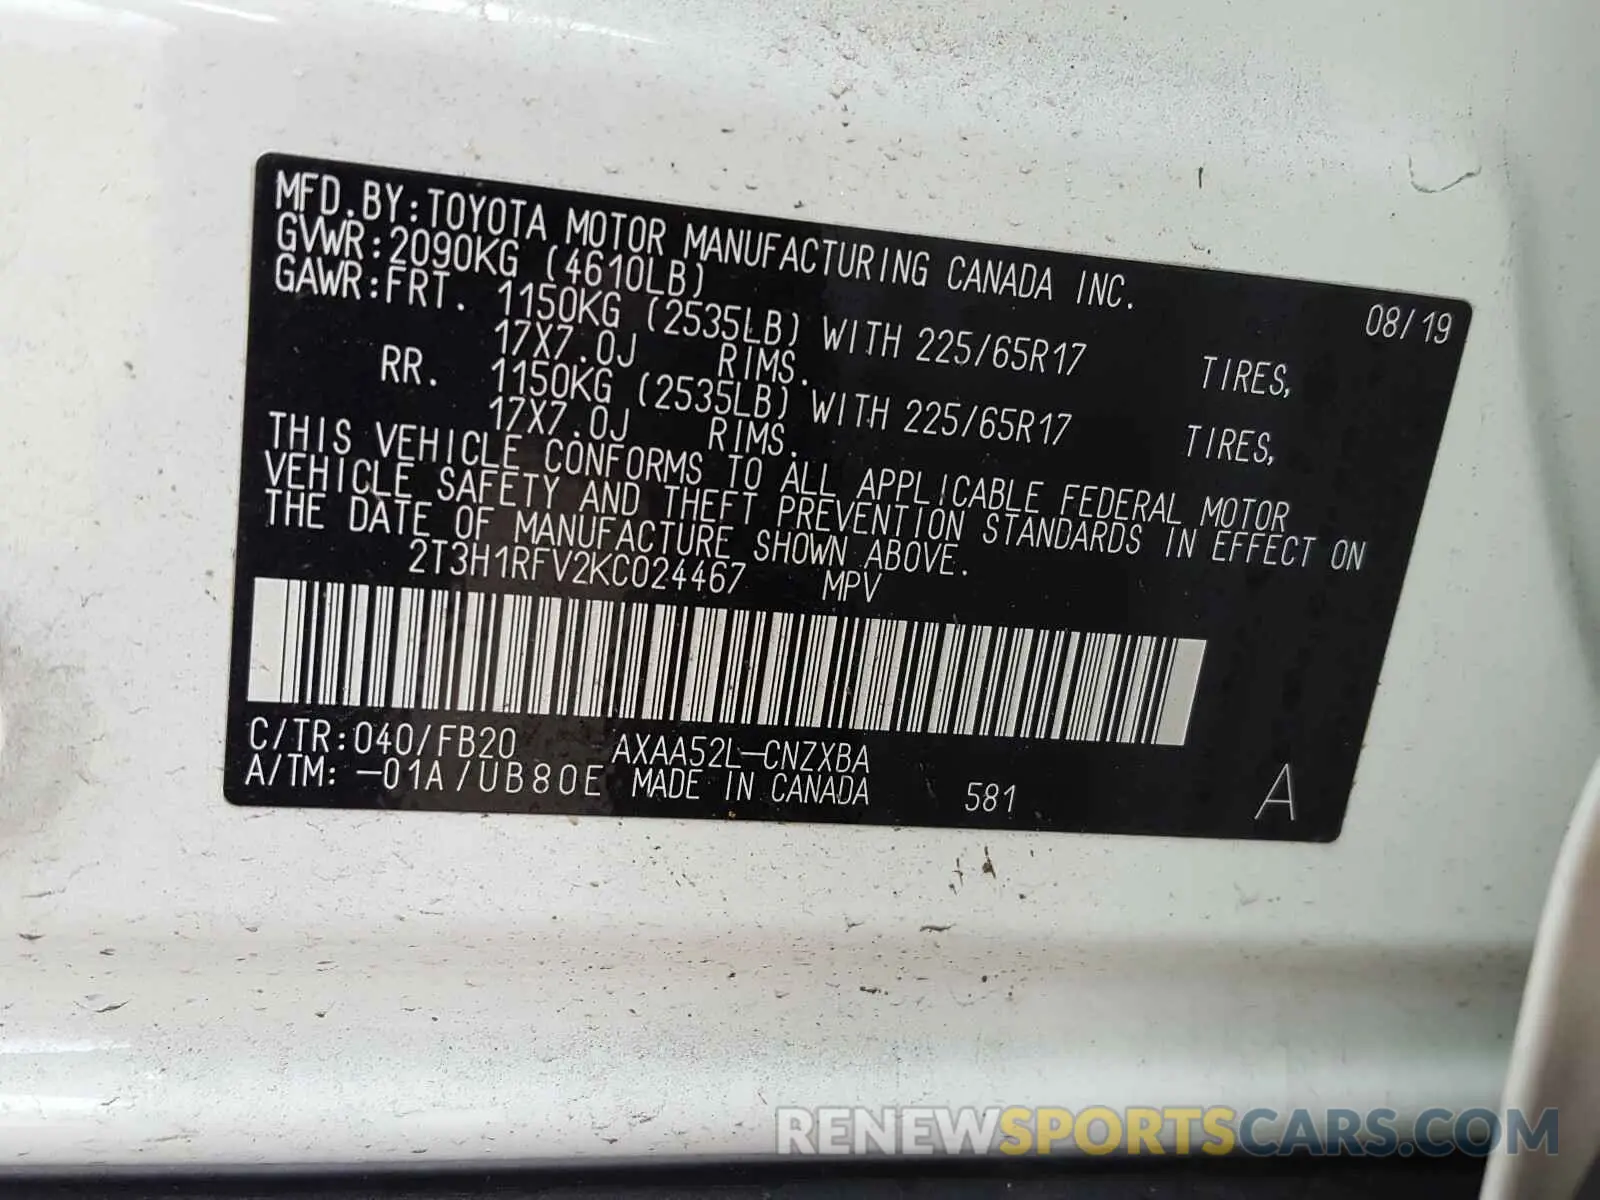 MFD.BY:TOYOTA MOTOR MANUFACTURING CANADA INC.
GVWR:2090KG (4610LB) 08/19
GAWR:FRT. 1150KG (2535LB) WITH 225/65R17 TIRES,
17X7.0J RIMS.
RR. 1150KG (2535LB) WITH 225/65R17 TIRES,
17X7.0J RIMS.
THIS VEHICLE CONFORMS TO ALL APPLICABLE FEDERAL MOTOR
VEHICLE SAFETY AND THEFT PREVENTION STANDARDS IN EFFECT ON
THE DATE OF MANUFACTURE SHOWN ABOVE.
2T3H1RFV2KC024467 MPV
C/TR:040/FB20 AXAA52L-CNZXBA
A/TM:-01A/UB80E MADE IN CANADA 581 A
RENEWSPORTSCARS.COM